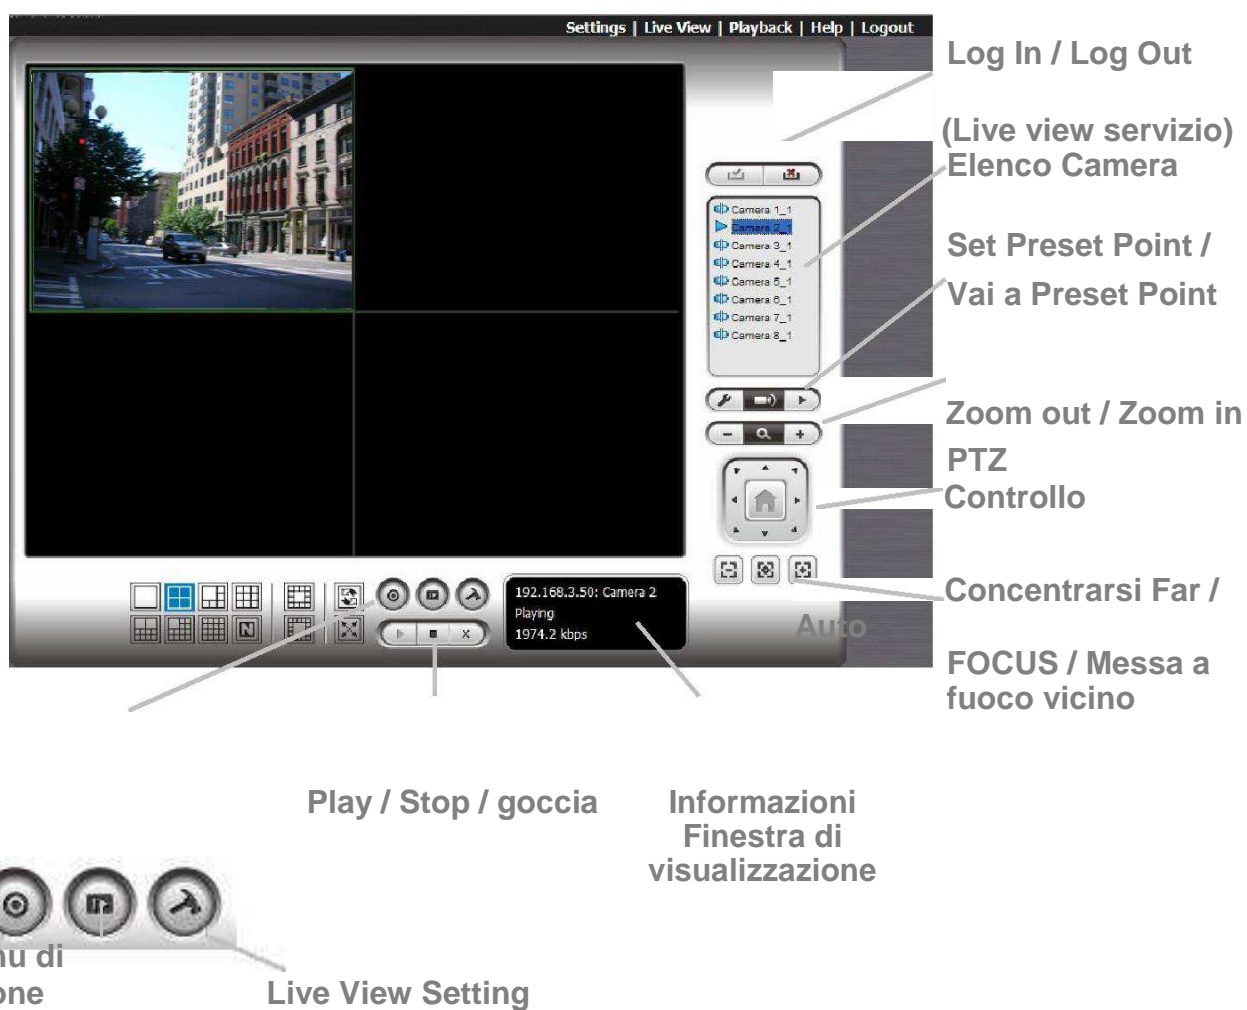 Settings | Live View | Playback | Help | Logout
Log In / Log Out
(Live view servizio)
Elenco Camera
Camera 1_1
Camera 2_1
Camera 3_1
Camera 4_1
Camera 5_1
Camera 6_1
Camera 7_1
Camera 8_1
Set Preset Point /
Vai a Preset Point
Zoom out / Zoom in
PTZ
Controllo
Concentrarsi Far /
Auto
FOCUS / Messa a
fuoco vicino
192.168.3.50: Camera 2
Playing
1974.2 kbps
N
X
Play / Stop / goccia
Informazioni
Finestra di
visualizzazione
nu di
one
Live View Setting